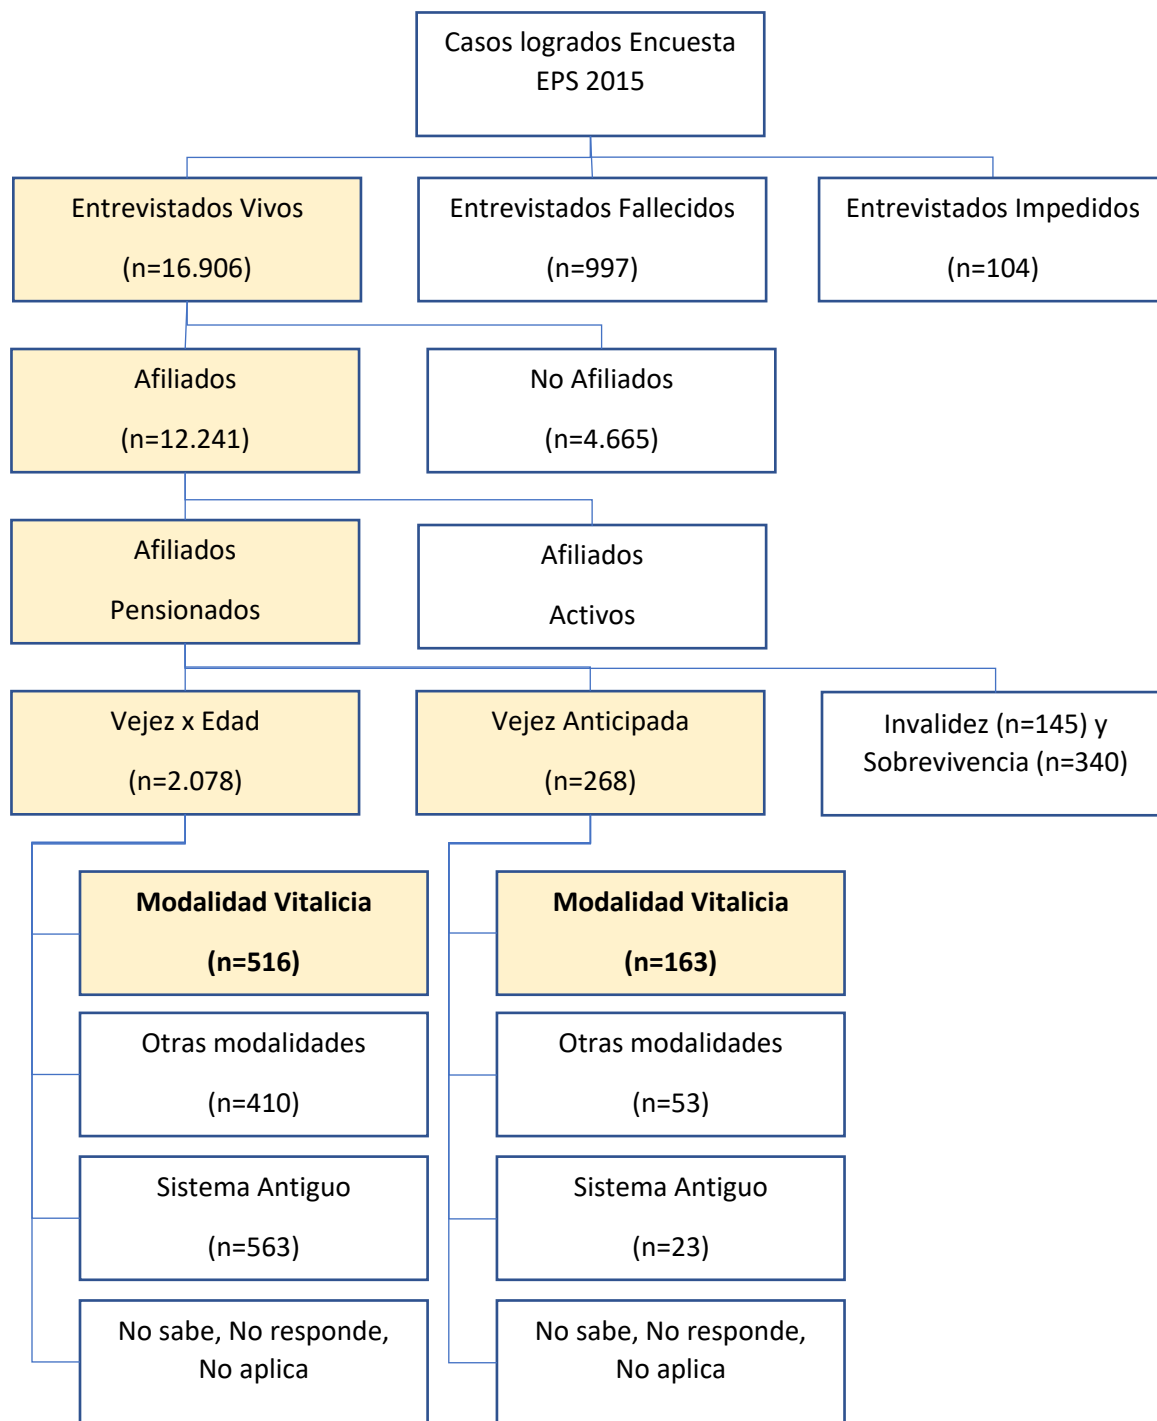 Casos logrados Encuesta
EPS 2015
Entrevistados Vivos
(n=16.906)
Entrevistados Fallecidos
(n=997)
Entrevistados Impedidos
(n=104)
Afiliados
(n=12.241)
No Afiliados
(n=4.665)
Afiliados
Pensionados
Afiliados
Activos
Vejez x Edad
(n=2.078)
Vejez Anticipada
(n=268)
Invalidez (n=145) y
Sobrevivencia (n=340)
Modalidad Vitalicia
(n=516)
Otras modalidades
(n=410)
Sistema Antiguo
(n=563)
No sabe, No responde,
No aplica
Modalidad Vitalicia
(n=163)
Otras modalidades
(n=53)
Sistema Antiguo
(n=23)
No sabe, No responde,
No aplica